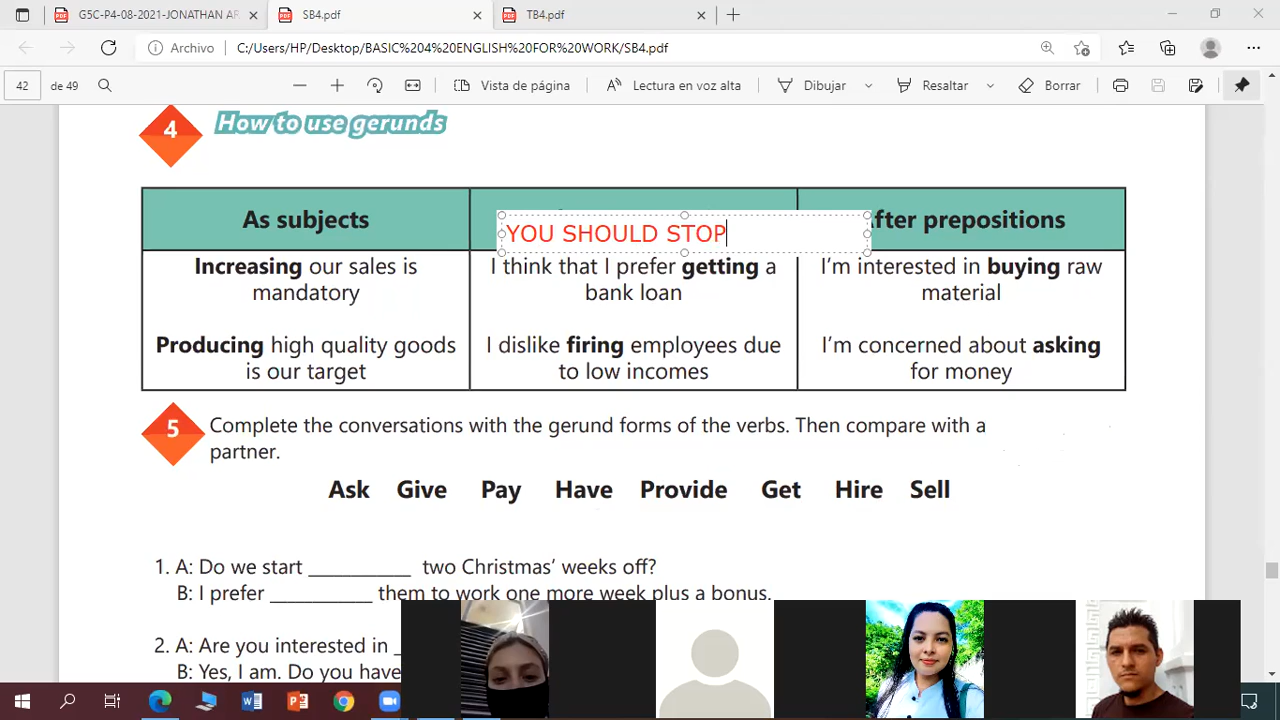 G5C-P4-08-2021-JONATHAN AR
SB4.pdf
TB4.pdf
Archivo
C:/Users/HP/Desktop/BASIC%204%20ENGLISH%20FOR%20WORK/SB4.pdf
42
de 49
Vista de página
Lectura en voz alta
Dibujar
Resaltar
Borrar
4
How to use gerunds
As subjects
YOU SHOULD STOP
After prepositions
Increasing our sales is
mandatory
I think that I prefer getting a
bank loan
I'm interested in buying raw
material
Producing high quality goods
is our target
I dislike firing employees due
to low incomes
I'm concerned about asking
for money
5
Complete the conversations with the gerund forms of the verbs. Then compare with a
partner.
Ask Give Pay Have Provide Get Hire Sell
1. A: Do we start __________ two Christmas' weeks off?
B: I prefer __________ them to work one more week plus a bonus.
2. A: Are you interested in
B: Yes, I am. Do you have